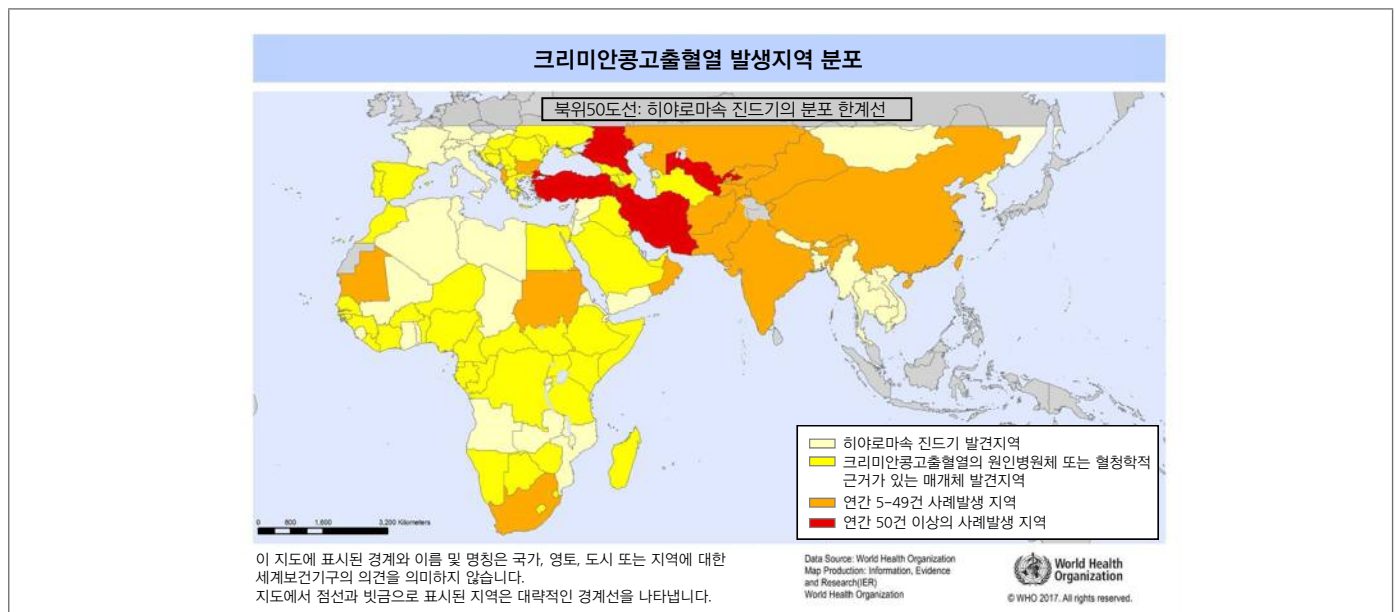 크리미안콩고출혈열 발생지역 분포
북위50도선: 히야로마속 진드기의 분포 한계선
히야로마속 진드기 발견지역
크리미안콩고출혈열의 원인병원체 또는 혈청학적
근거가 있는 매개체 발견지역
연간 5-49건 사례발생 지역
연간 50건 이상의 사례발생 지역
0 800 1,600 3,200 Kilometers
이 지도에 표시된 경계와 이름 및 명칭은 국가, 영토, 도시 또는 지역에 대한
세계보건기구의 의견을 의미하지 않습니다.
지도에서 점선과 빗금으로 표시된 지역은 대략적인 경계선을 나타냅니다.
Data Source: World Health Organization
Map Production: Information, Evidence
and Research(IER)
World Health Organization
World Health
Organization
© WHO 2017. All rights reserved.